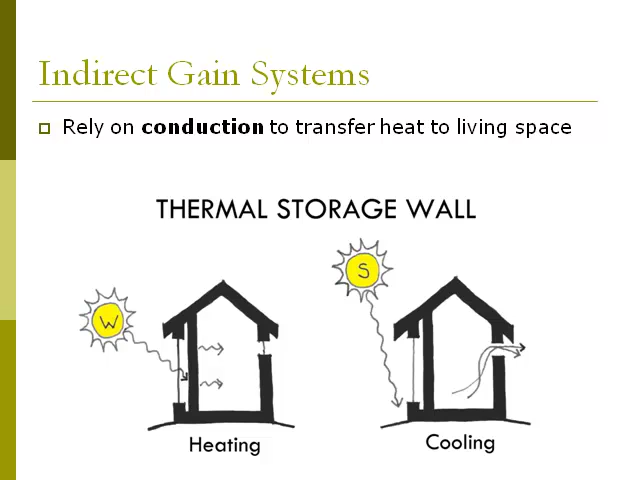 Indirect Gain Systems
Rely on conduction to transfer heat to living space
THERMAL STORAGE WALL
S
W
Heating
Cooling